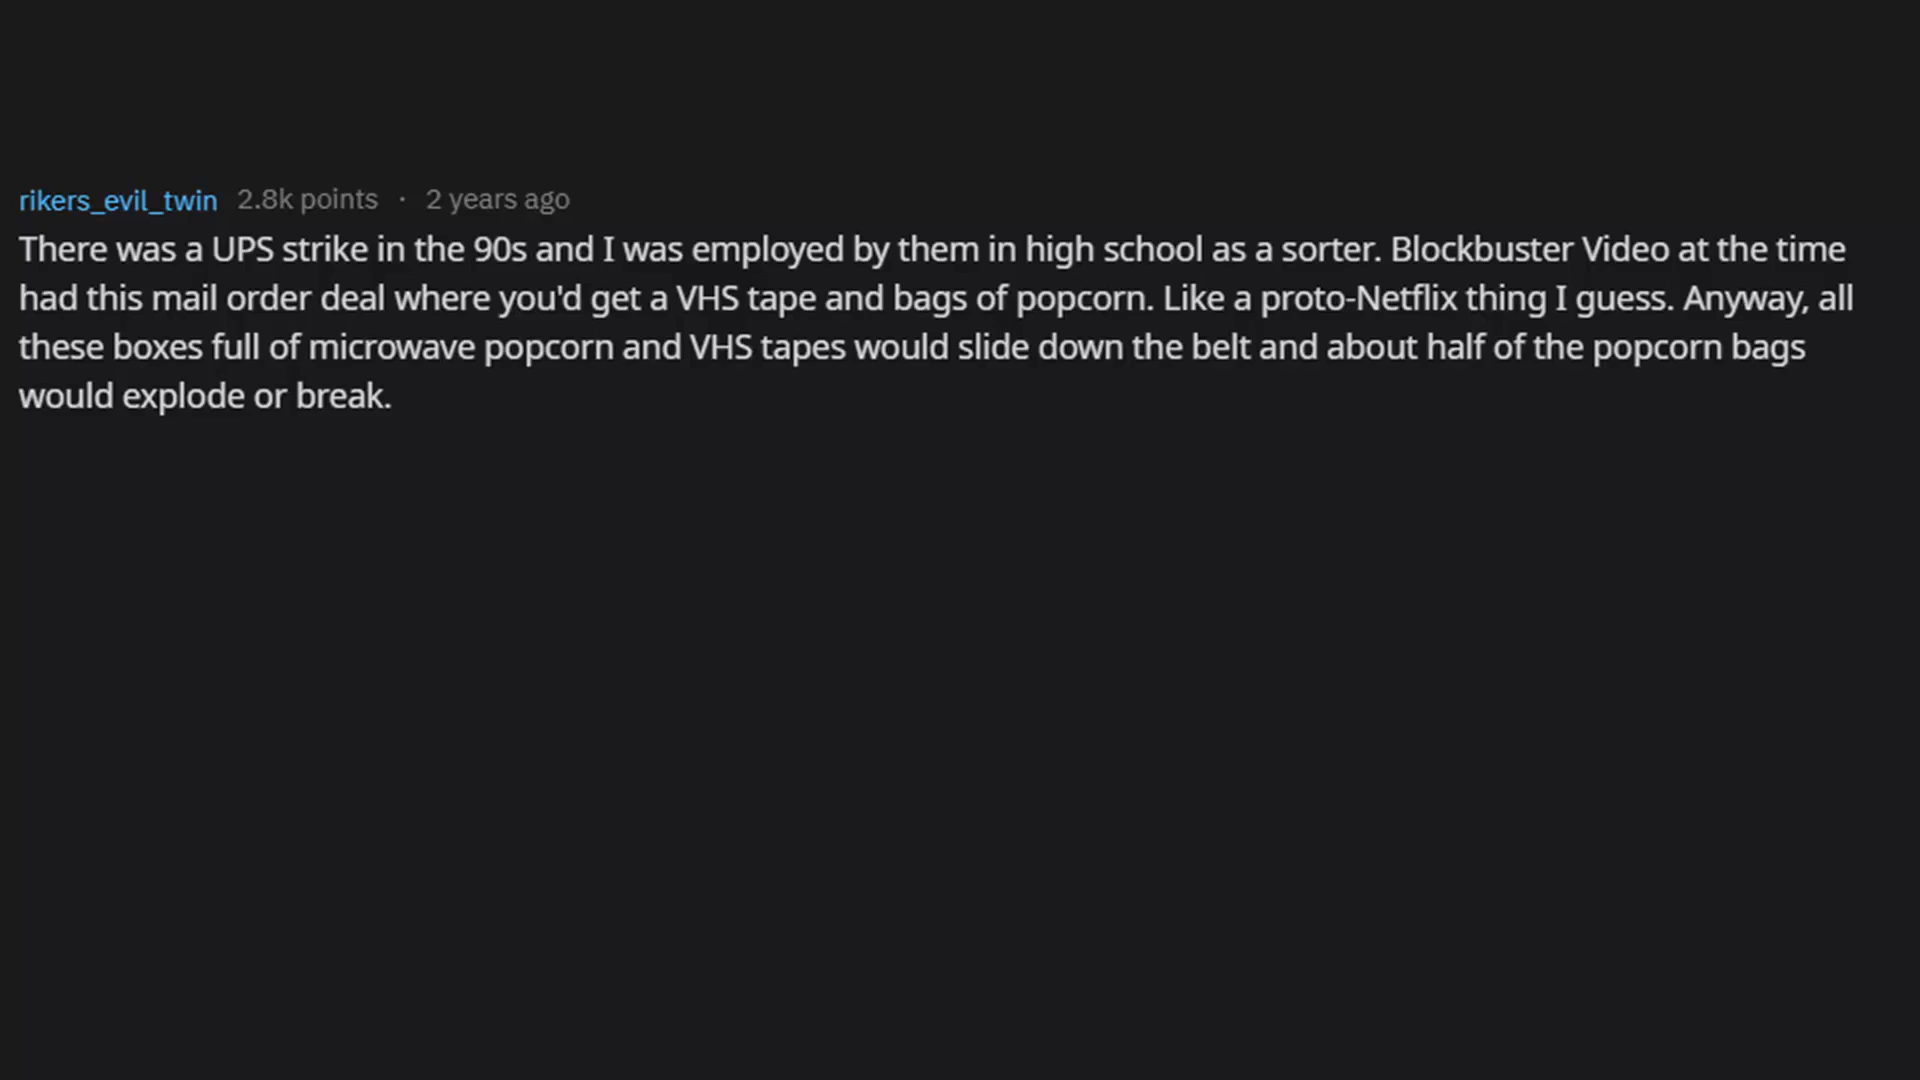 rikers_evil_twin 2.8k points · 2 years ago
There was a UPS strike in the 90s and I was employed by them in high school as a sorter. Blockbuster Video at the time
had this mail order deal where you'd get a VHS tape and bags of popcorn. Like a proto-Netflix thing I guess. Anyway, all
these boxes full of microwave popcorn and VHS tapes would slide down the belt and about half of the popcorn bags
would explode or break.